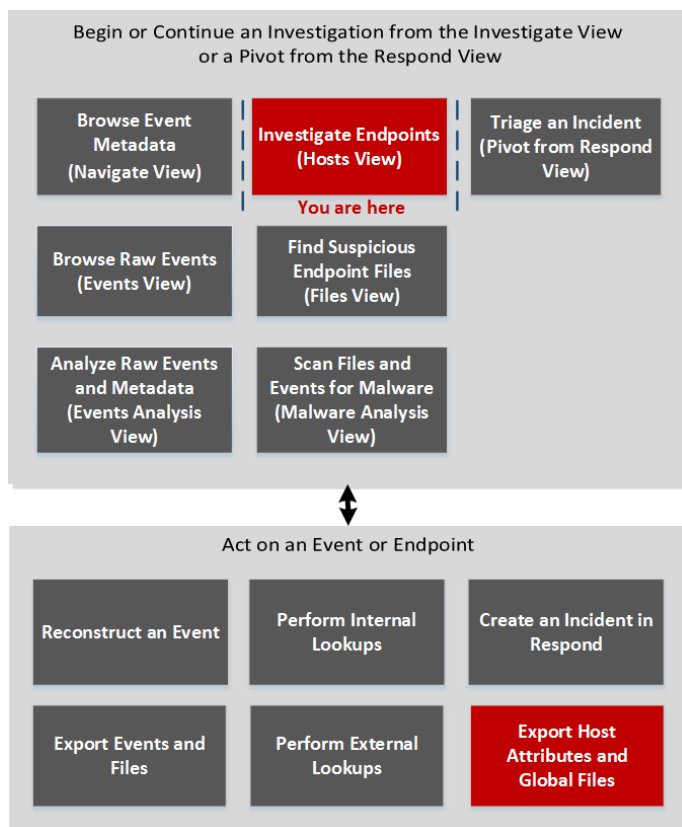 Begin or Continue an Investigation from the Investigate View
or a Pivot from the Respond View
Browse Event
Metadata
(Navigate View)
Investigate Endpoints
(Hosts View)
Triage an Incident
(Pivot from Respond
View)
You are here
Browse Raw Events
(Events View)
Find Suspicious
Endpoint Files
(Files View)
Analyze Raw Events
and Metadata
(Events Analysis
View)
Scan Files and
Events for Malware
(Malware Analysis
View)
Act on an Event or Endpoint
Reconstruct an Event
Perform Internal
Lookups
Create an Incident in
Respond
Export Events and
Files
Perform External
Lookups
Export Host
Attributes and
Global Files